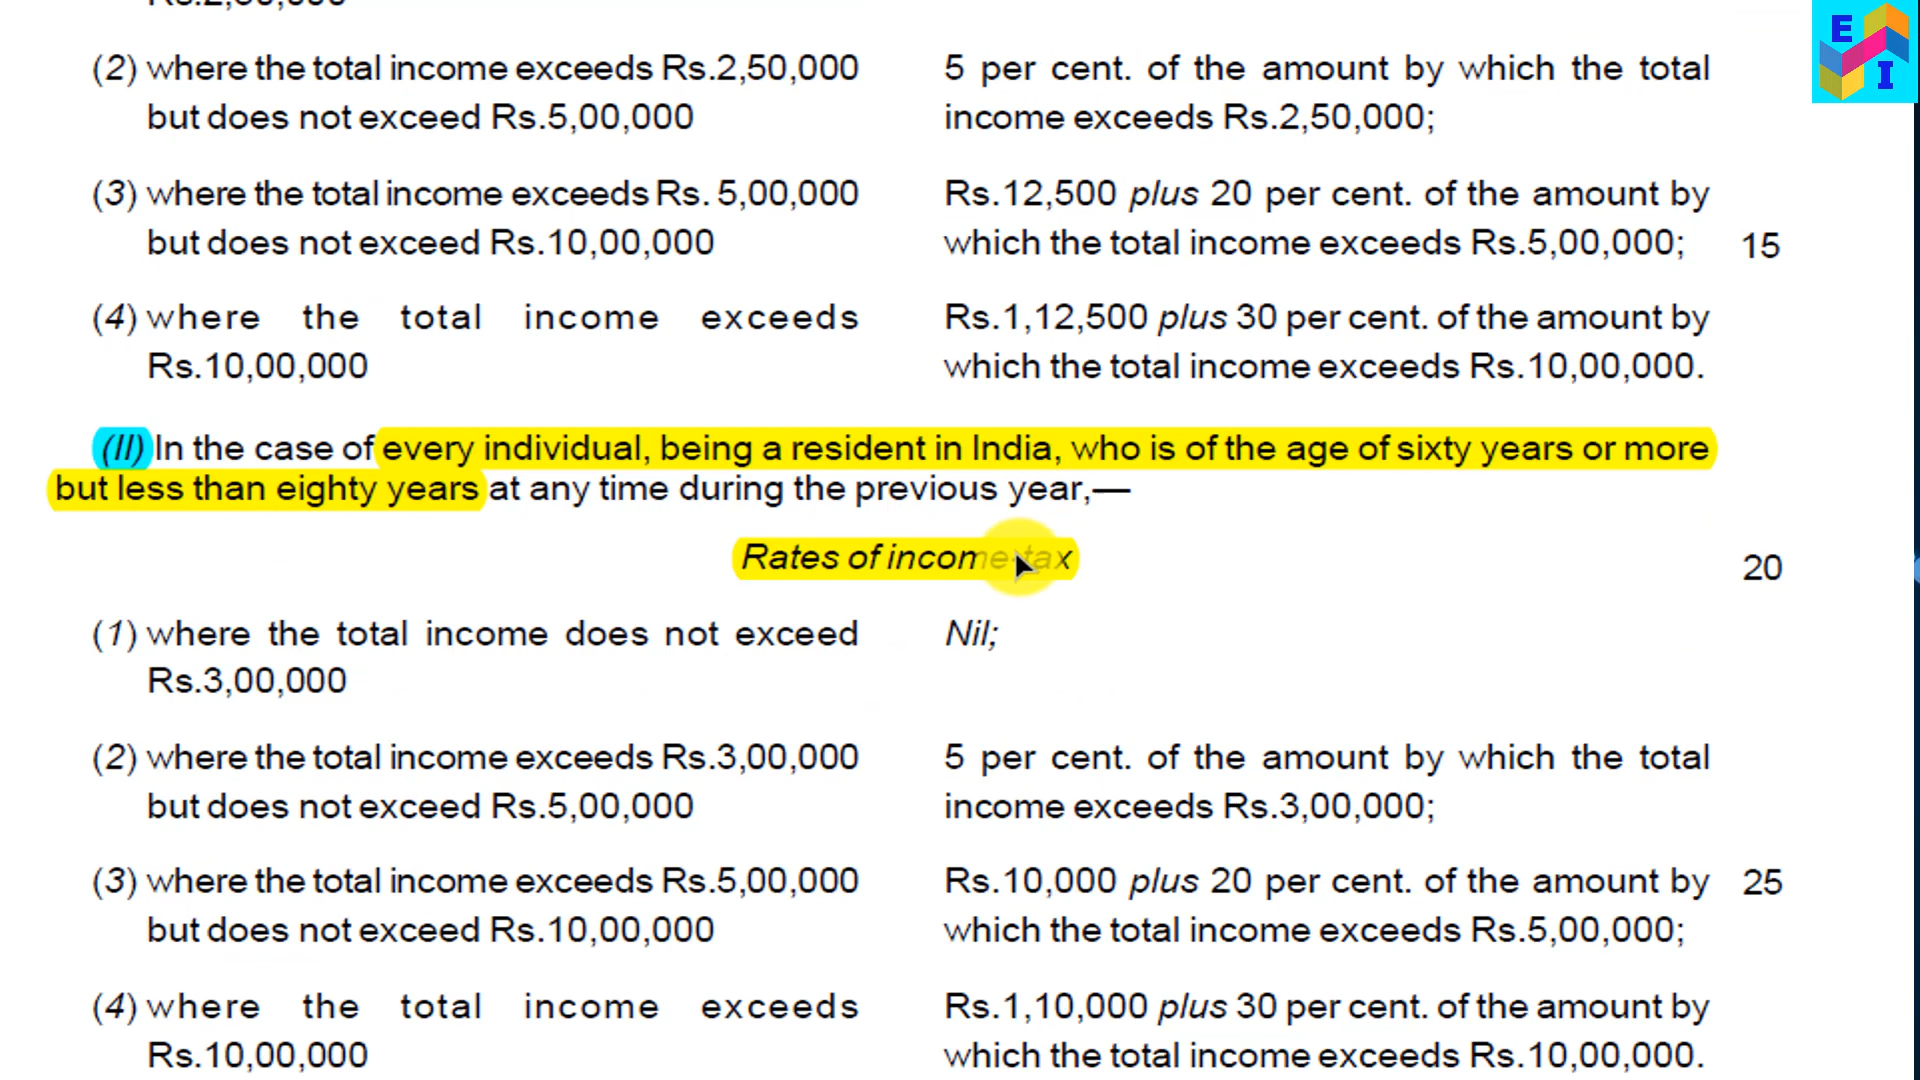 Rs.2,50,000
(2) where the total income exceeds Rs.2,50,000
but does not exceed Rs.5,00,000
5 per cent. of the amount by which the total
income exceeds Rs.2,50,000;
(3) where the total income exceeds Rs. 5,00,000
but does not exceed Rs.10,00,000
Rs.12,500 plus 20 per cent. of the amount by
which the total income exceeds Rs.5,00,000;
15
(4) where the total income exceeds
Rs.10,00,000
Rs.1,12,500 plus 30 per cent. of the amount by
which the total income exceeds Rs.10,00,000.
(II) In the case of every individual, being a resident in India, who is of the age of sixty years or more
but less than eighty years at any time during the previous year,—
Rates of income-tax
20
(1) where the total income does not exceed
Rs.3,00,000
Nil;
(2) where the total income exceeds Rs.3,00,000
but does not exceed Rs.5,00,000
5 per cent. of the amount by which the total
income exceeds Rs.3,00,000;
(3) where the total income exceeds Rs.5,00,000
but does not exceed Rs.10,00,000
Rs.10,000 plus 20 per cent. of the amount by
which the total income exceeds Rs.5,00,000;
25
(4) where the total income exceeds
Rs.10,00,000
Rs.1,10,000 plus 30 per cent. of the amount by
which the total income exceeds Rs.10,00,000.
E
I